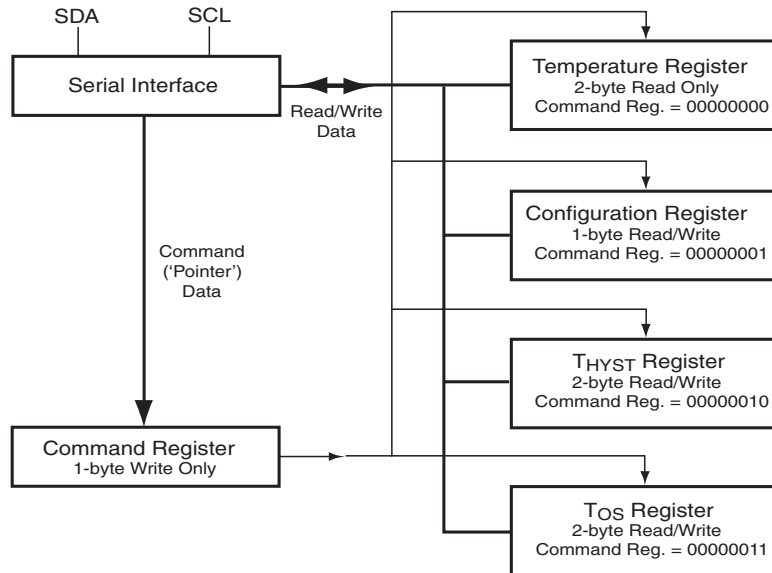 SDA
SCL
Serial Interface
Read/Write
Data
Command
(‘Pointer’)
Data
Command Register
1-byte Write Only
Temperature Register
2-byte Read Only
Command Reg. = 00000000
Configuration Register
1-byte Read/Write
Command Reg. = 00000001
THYST Register
2-byte Read/Write
Command Reg. = 00000010
TOS Register
2-byte Read/Write
Command Reg. = 00000011